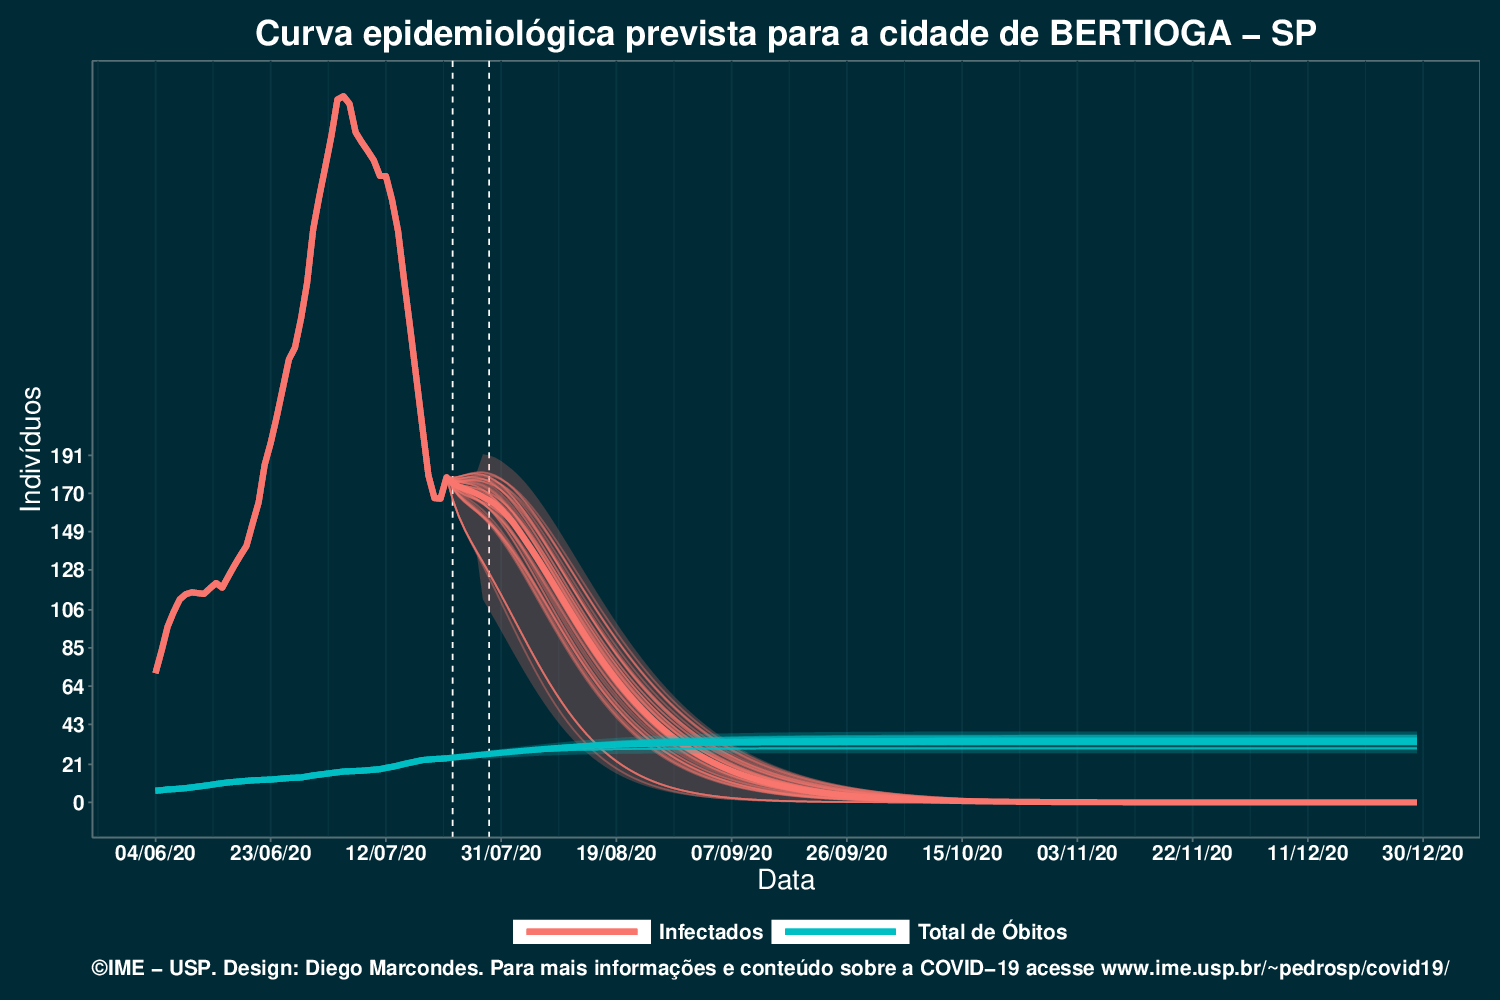 Curva epidemiológica prevista para a cidade de BERTIOGA – SP
Indivíduos
191
170
149
128
106
85
64
43
21
0
04/06/20 23/06/20 12/07/20 31/07/20 19/08/20 07/09/20 26/09/20 15/10/20 03/11/20 22/11/20 11/12/20 30/12/20
Data
Infectados Total de Óbitos
©IME – USP. Design: Diego Marcondes. Para mais informações e conteúdo sobre a COVID–19 acesse www.ime.usp.br/~pedrosp/covid19/